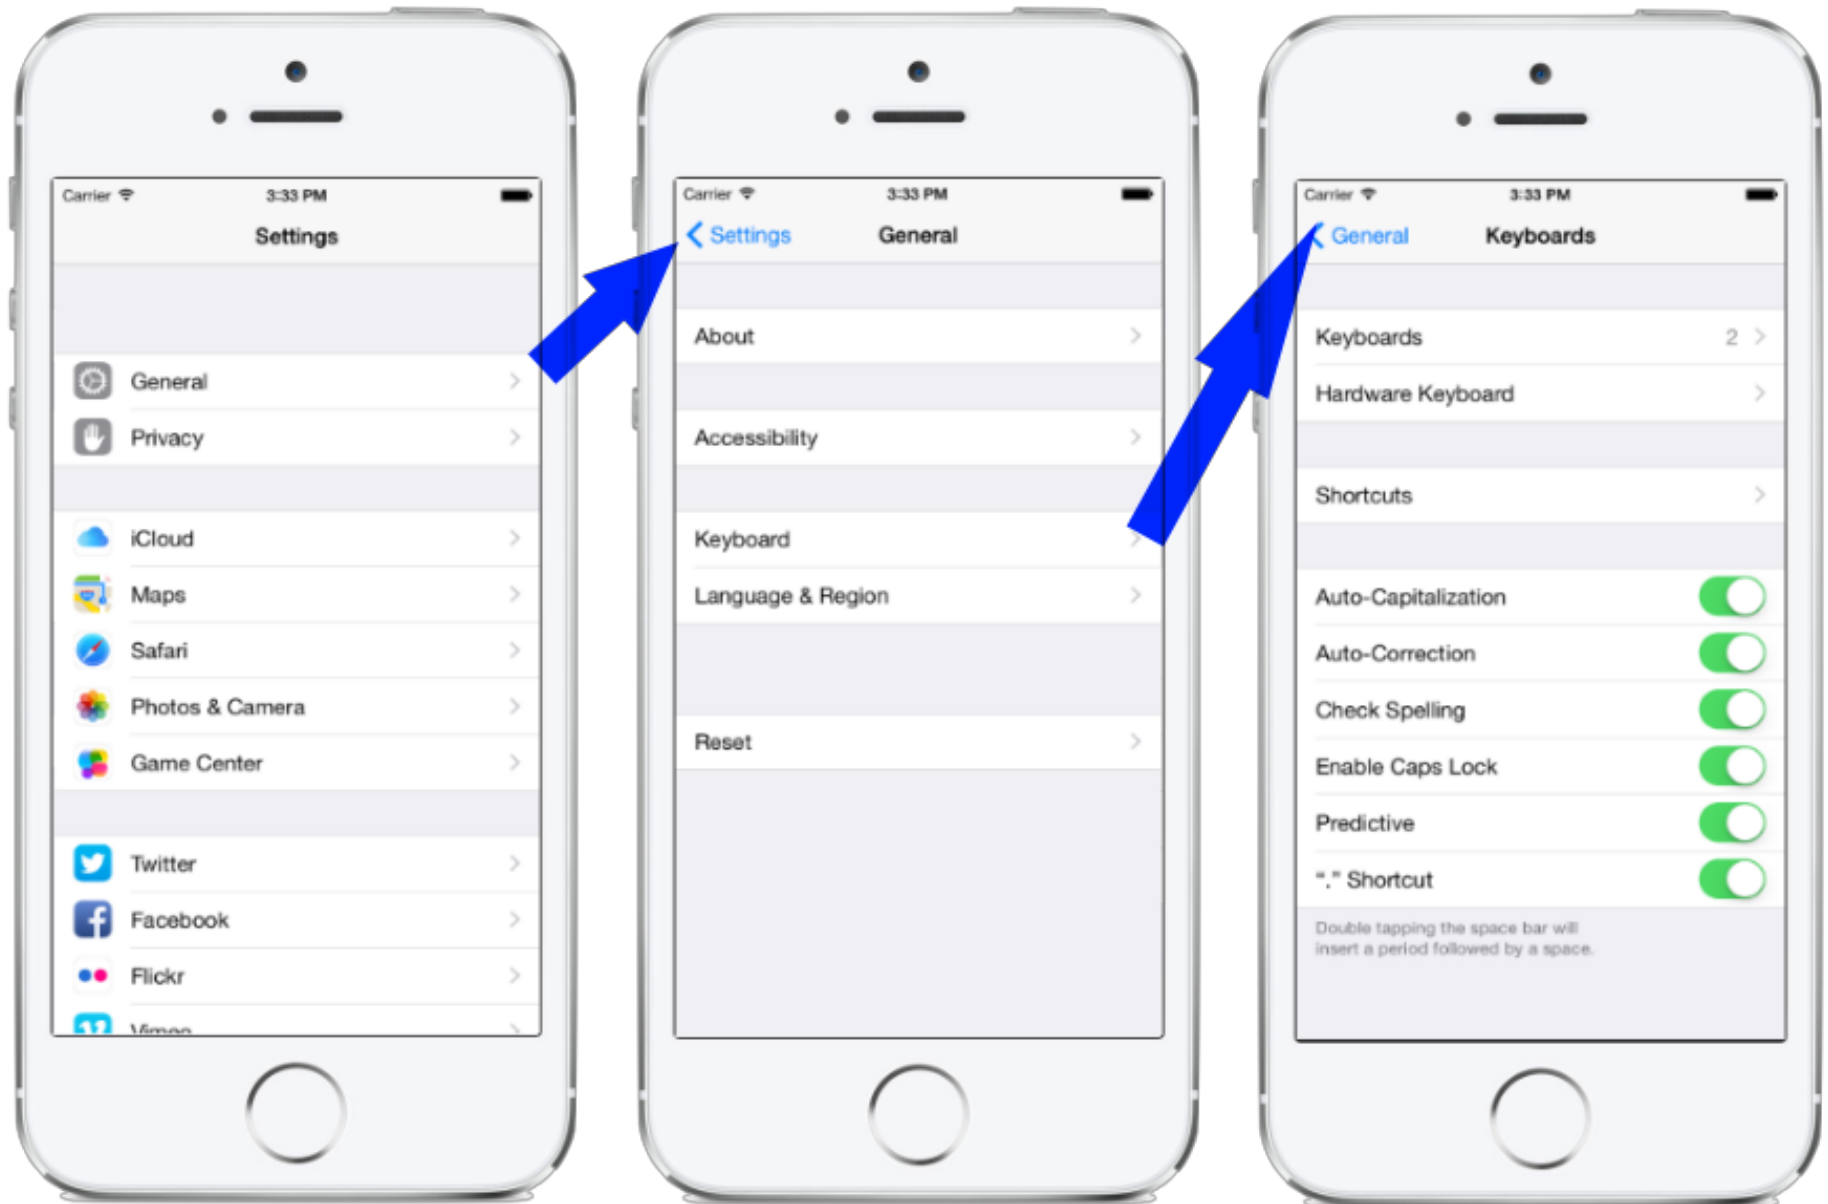 Carrier 3:33 PM
Settings
General
Privacy
iCloud
Maps
Safari
Photos & Camera
Game Center
Twitter
Facebook
Flickr
Vimeo
Carrier 3:33 PM
Settings General
About
Accessibility
Keyboard
Language & Region
Reset
Carrier 3:33 PM
General Keyboards
Keyboards 2
Hardware Keyboard
Shortcuts
Auto-Capitalization
Auto-Correction
Check Spelling
Enable Caps Lock
Predictive
“.” Shortcut
Double tapping the space bar will
insert a period followed by a space.